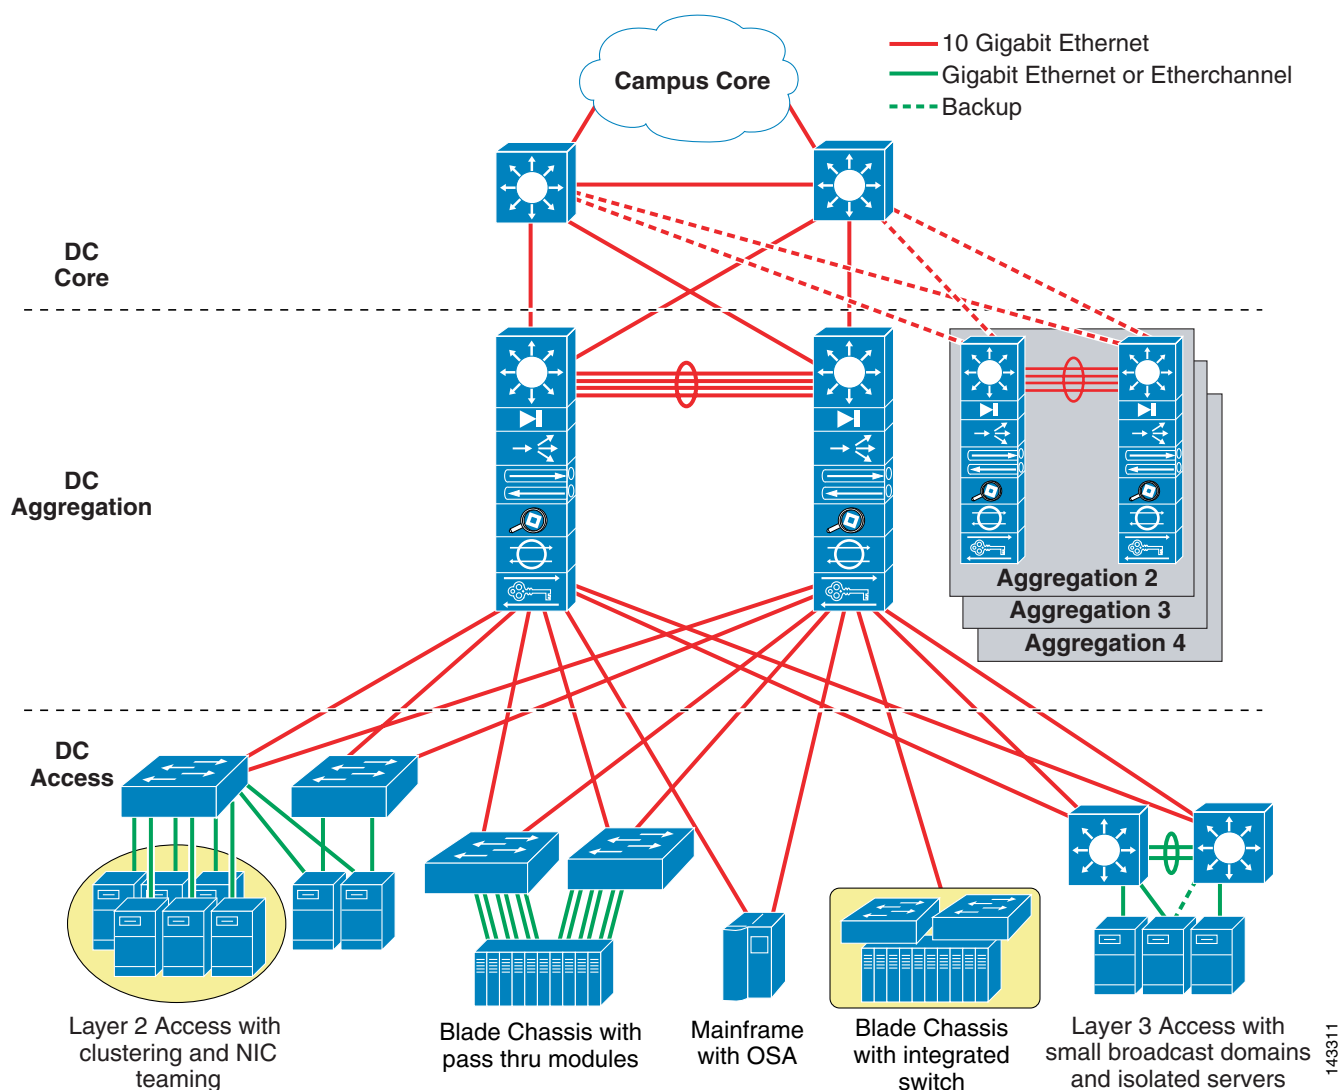 Campus Core
10 Gigabit Ethernet
Gigabit Ethernet or Etherchannel
Backup
DC
Core
DC
Aggregation
Aggregation 2
Aggregation 3
Aggregation 4
DC
Access
Layer 2 Access with
clustering and NIC
teaming
Blade Chassis with
pass thru modules
Mainframe
with OSA
Blade Chassis
with integrated
switch
Layer 3 Access with
small broadcast domains
and isolated servers
143311